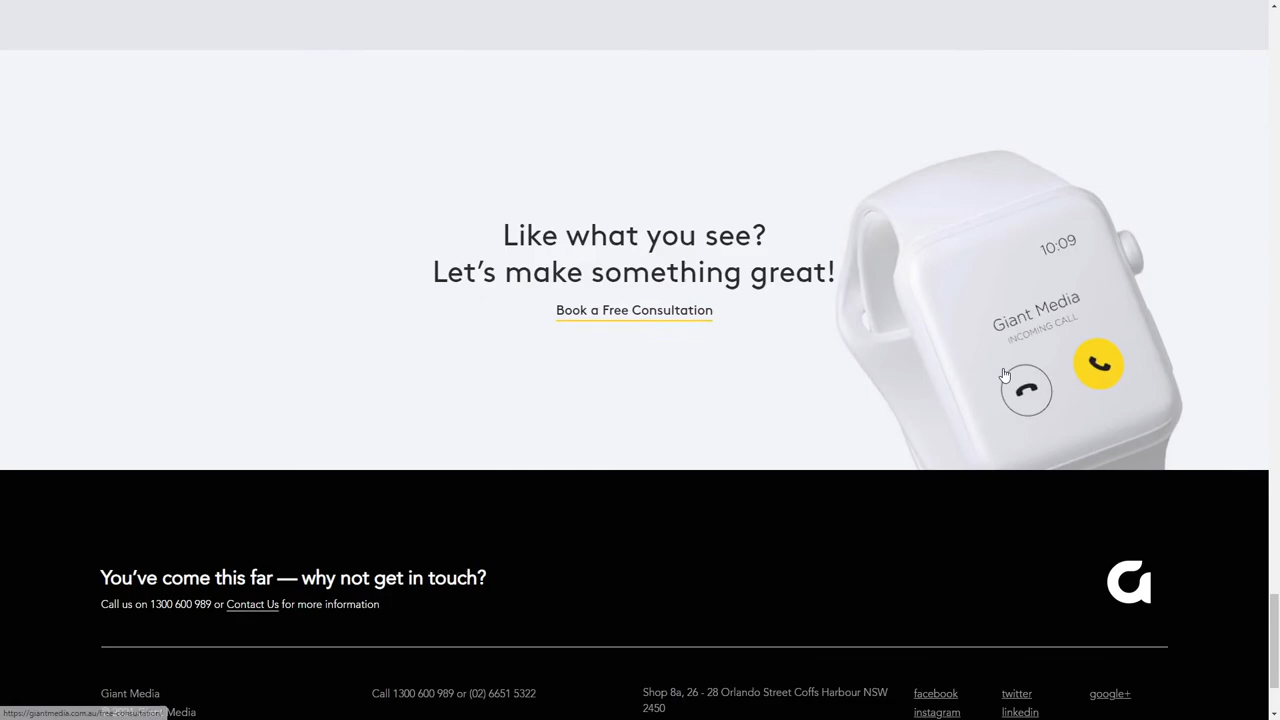 Like what you see?
Let's make something great!
Book a Free Consultation
10:09
Giant Media
INCOMING CALL
You've come this far — why not get in touch?
Call us on 1300 600 989 or Contact Us for more information
Giant Media
Call 1300 600 989 or (02) 6651 5322
Shop 8a, 26 - 28 Orlando Street Coffs Harbour NSW
2450
facebook
twitter
google+
instagram
linkedin
Media
https://giantmedia.com.au/free-consultation